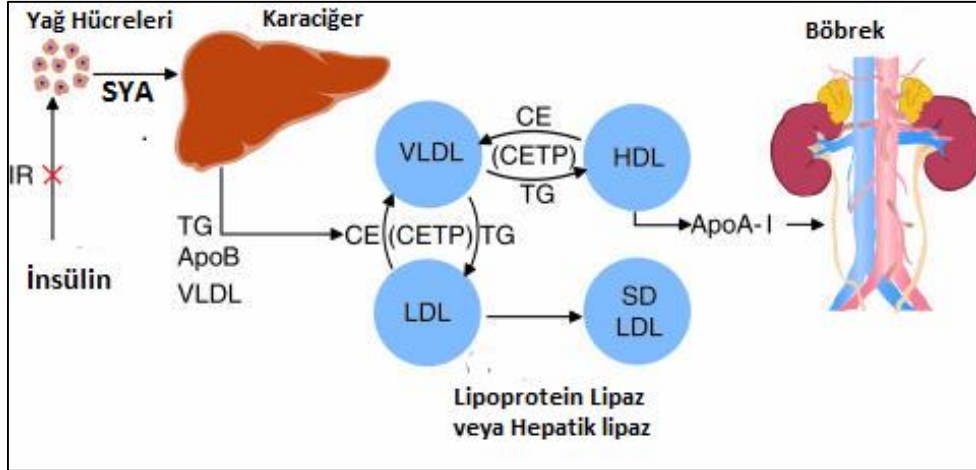 Yağ Hücreleri
Karaciğer
Böbrek
SYA
IR
İnsülin
TG
ApoB
VLDL
VLDL
CE
(CETP)
TG
HDL
CE (CETP) TG
ApoA-I
LDL
SD
LDL
Lipoprotein Lipaz
veya Hepatik lipaz